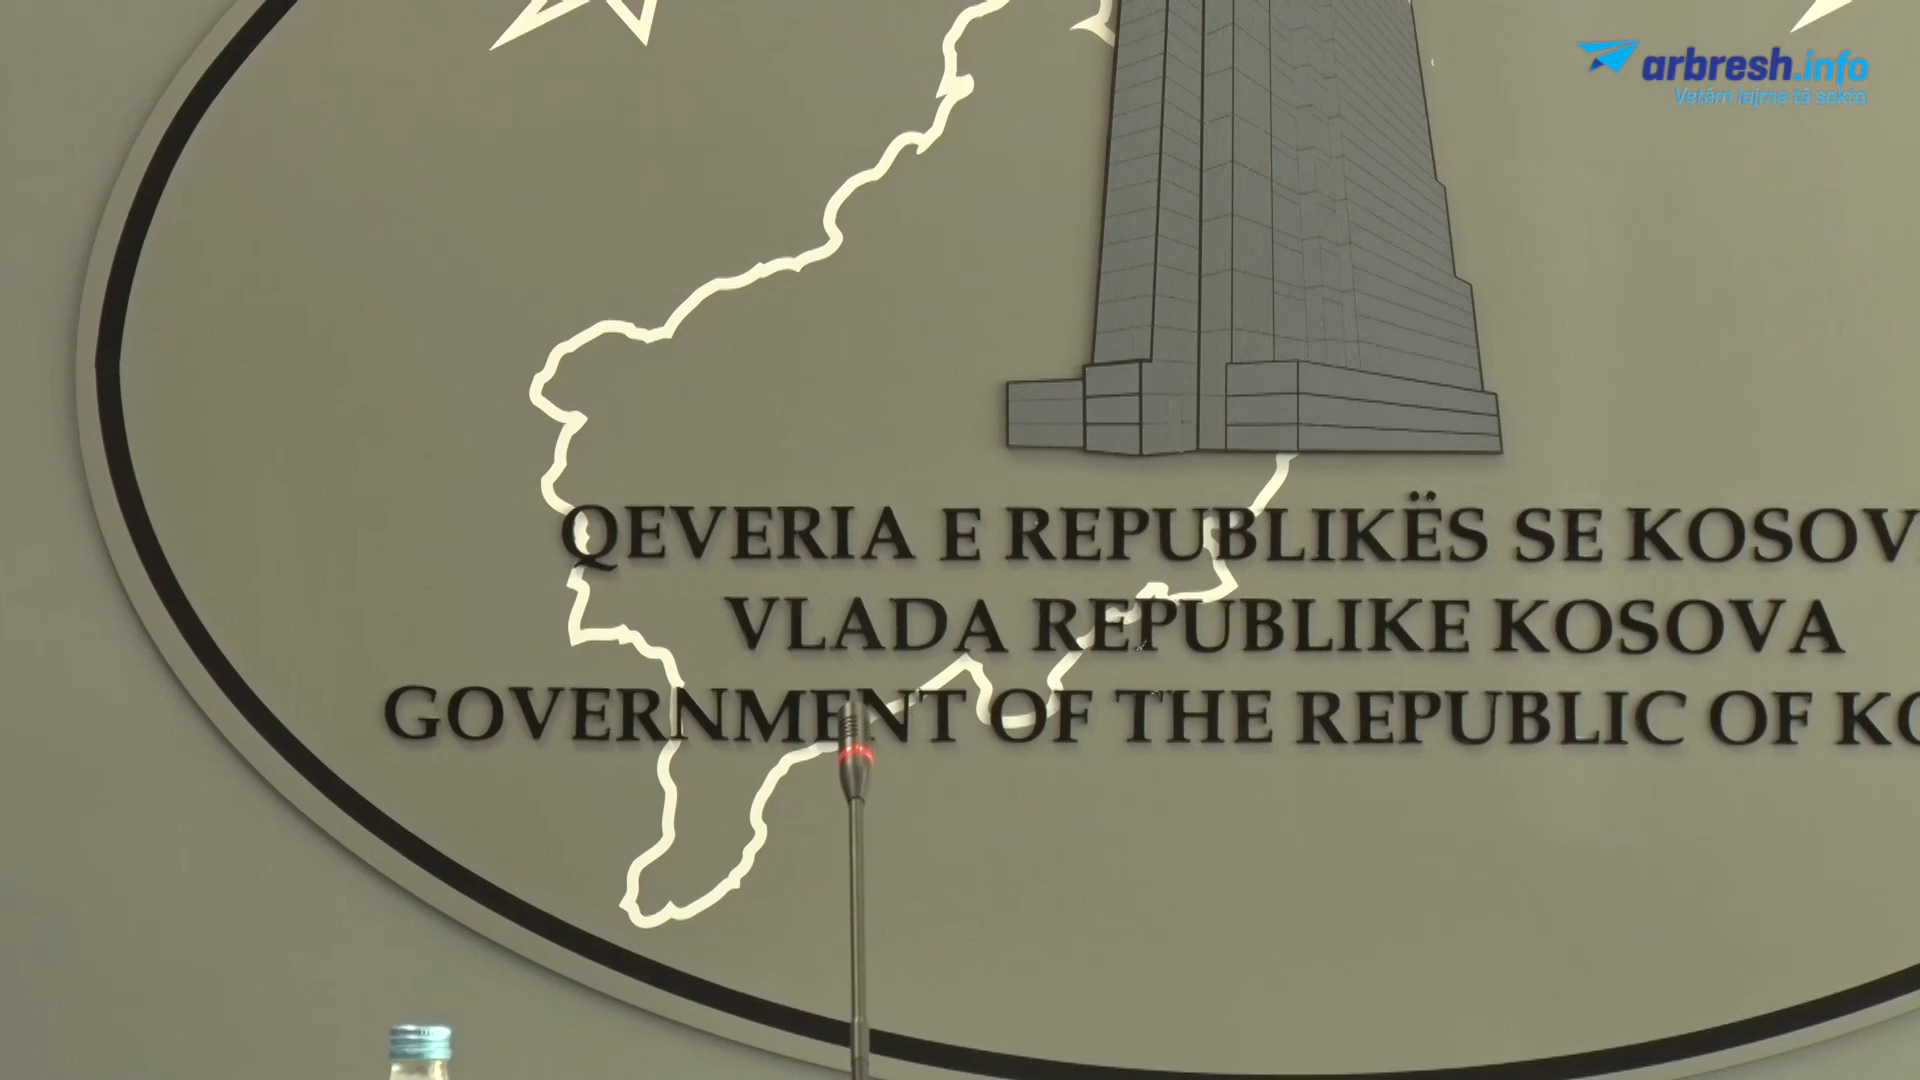 arbresh.info
Vetëm lajme të sakta
QEVERIA E REPUBLIKËS SE KOSOV
VLADA REPUBLIKE KOSOVA
GOVERNMENT OF THE REPUBLIC OF KO